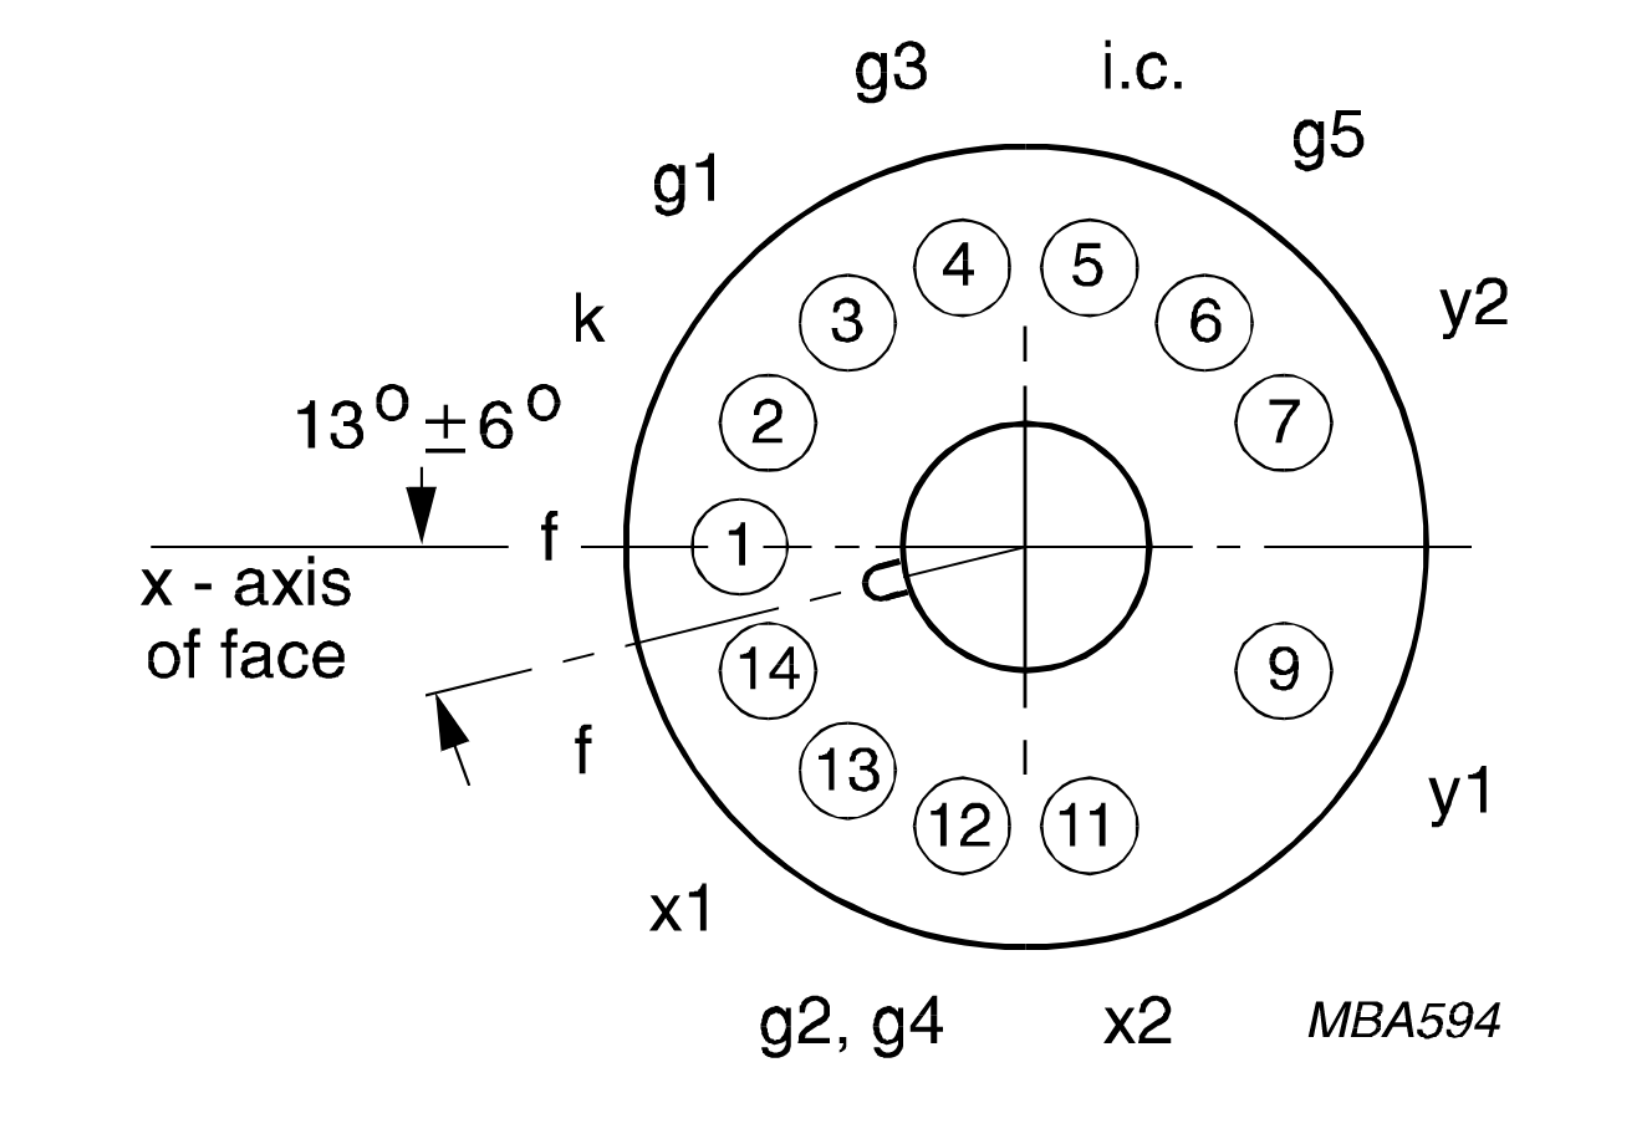 g3 i.c.
g1 g5
4 5
k 3 6 y2
13° ±6° 2 7
f 1
x - axis
of face 14 9
f 13 y1
12 11
x1
g2, g4 x2 MBA594